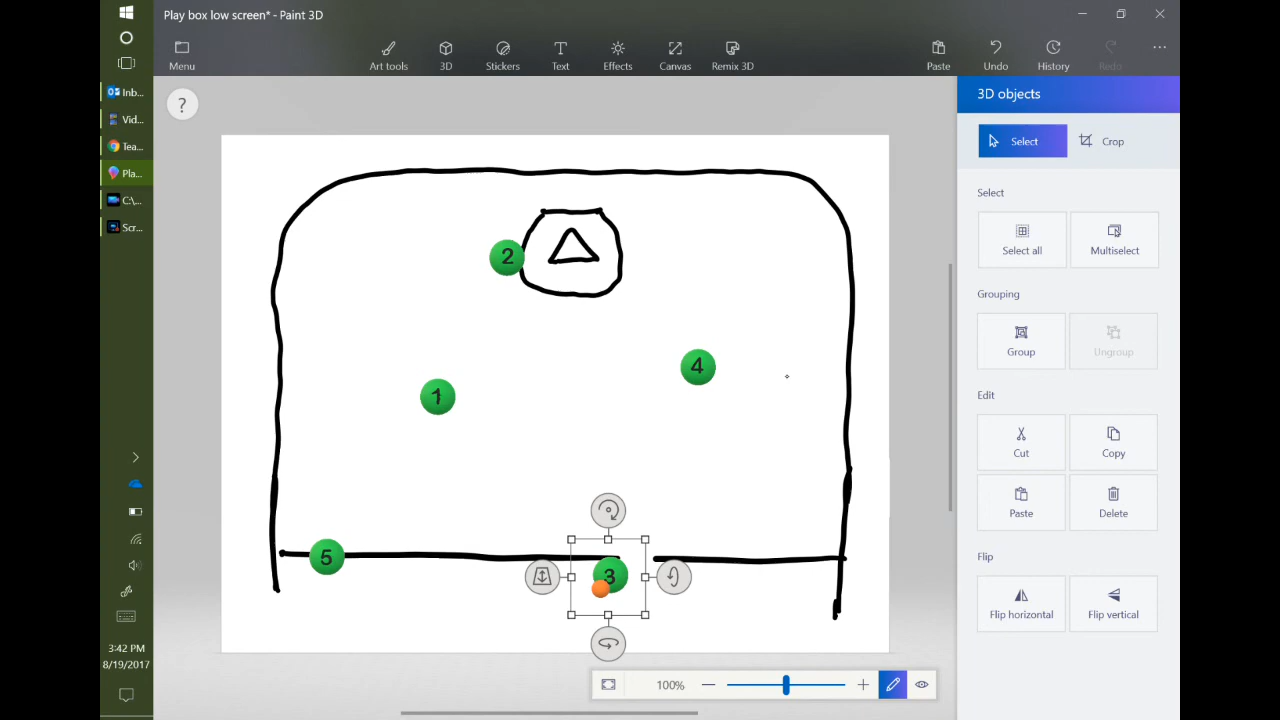 Play box low screen* - Paint 3D
Menu
Art tools
3D
Stickers
Text
Effects
Canvas
Remix 3D
Paste
Undo
History
Redo
Inb...
Vid...
Tea...
Pla...
C:\...
Scr...
3:42 PM
8/19/2017
?
2
4
1
5
3
100%
3D objects
Select
Crop
Select
Select all
Multiselect
Grouping
Group
Ungroup
Edit
Cut
Copy
Paste
Delete
Flip
Flip horizontal
Flip vertical